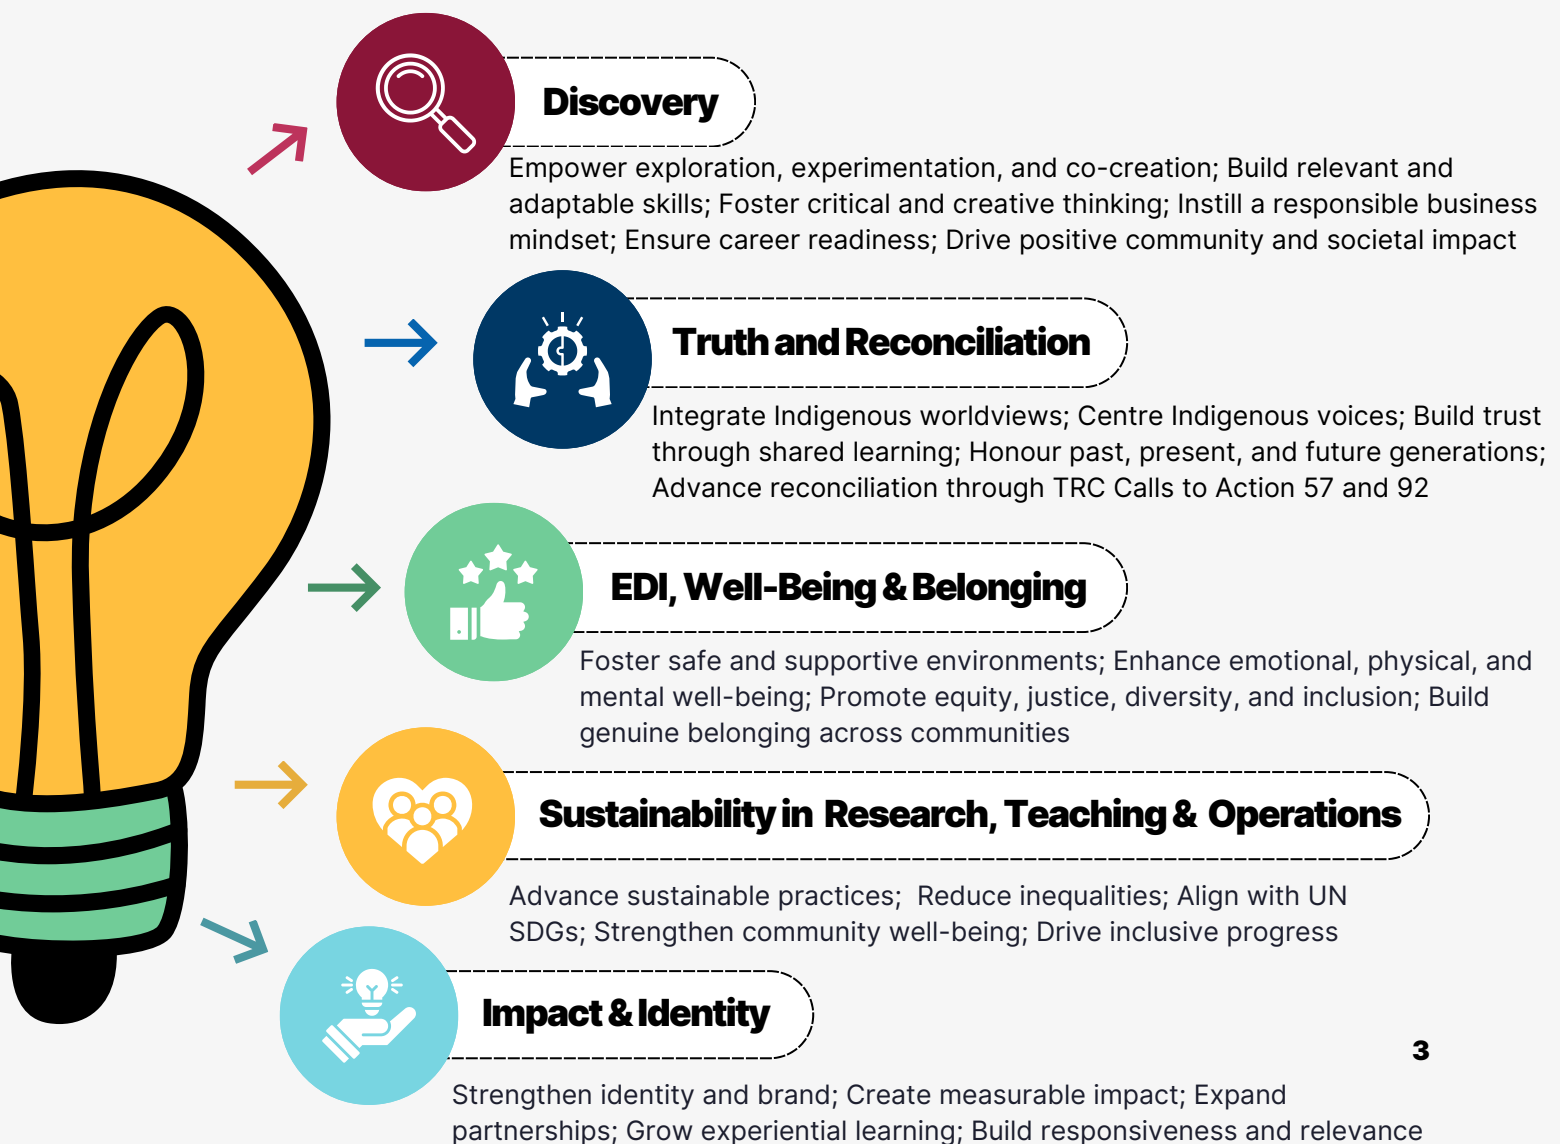 Discovery
Empower exploration, experimentation, and co-creation; Build relevant and
adaptable skills; Foster critical and creative thinking; Instill a responsible business
mindset; Ensure career readiness; Drive positive community and societal impact
Truth and Reconciliation
Integrate Indigenous worldviews; Centre Indigenous voices; Build trust
through shared learning; Honour past, present, and future generations;
Advance reconciliation through TRC Calls to Action 57 and 92
EDI, Well-Being & Belonging
Foster safe and supportive environments; Enhance emotional, physical, and
mental well-being; Promote equity, justice, diversity, and inclusion; Build
genuine belonging across communities
Sustainability in Research, Teaching & Operations
Advance sustainable practices; Reduce inequalities; Align with UN
SDGs; Strengthen community well-being; Drive inclusive progress
Impact & Identity
3
Strengthen identity and brand; Create measurable impact; Expand
partnerships; Grow experiential learning; Build responsiveness and relevance